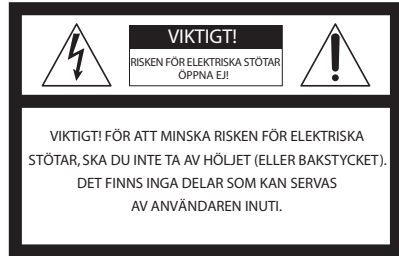 VIKTIGT!
RISKEN FÖR ELEKTRISKA STÖTAR
ÖPPNA EJ!
VIKTIGT! FÖR ATT MINSKA RISKEN FÖR ELEKTRISKA
STÖTAR, SKA DU INTE TA AV HÖLJET (ELLER BAKSTYCKET).
DET FINNS INGA DELAR SOM KAN SERVAS
AV ANVÄNDAREN INUTI.